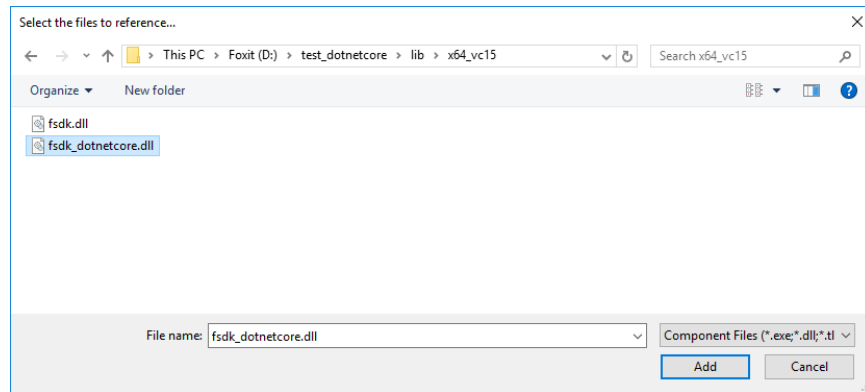 Select the files to reference...
This PC > Foxit (D:) > test_dotnetcore > lib > x64_vc15
Search x64_vc15
Organize
New folder
fsdk.dll
fsdk_dotnetcore.dll
File name: fsdk_dotnetcore.dll
Component Files (*.exe;*.dll;*.tl
Add
Cancel